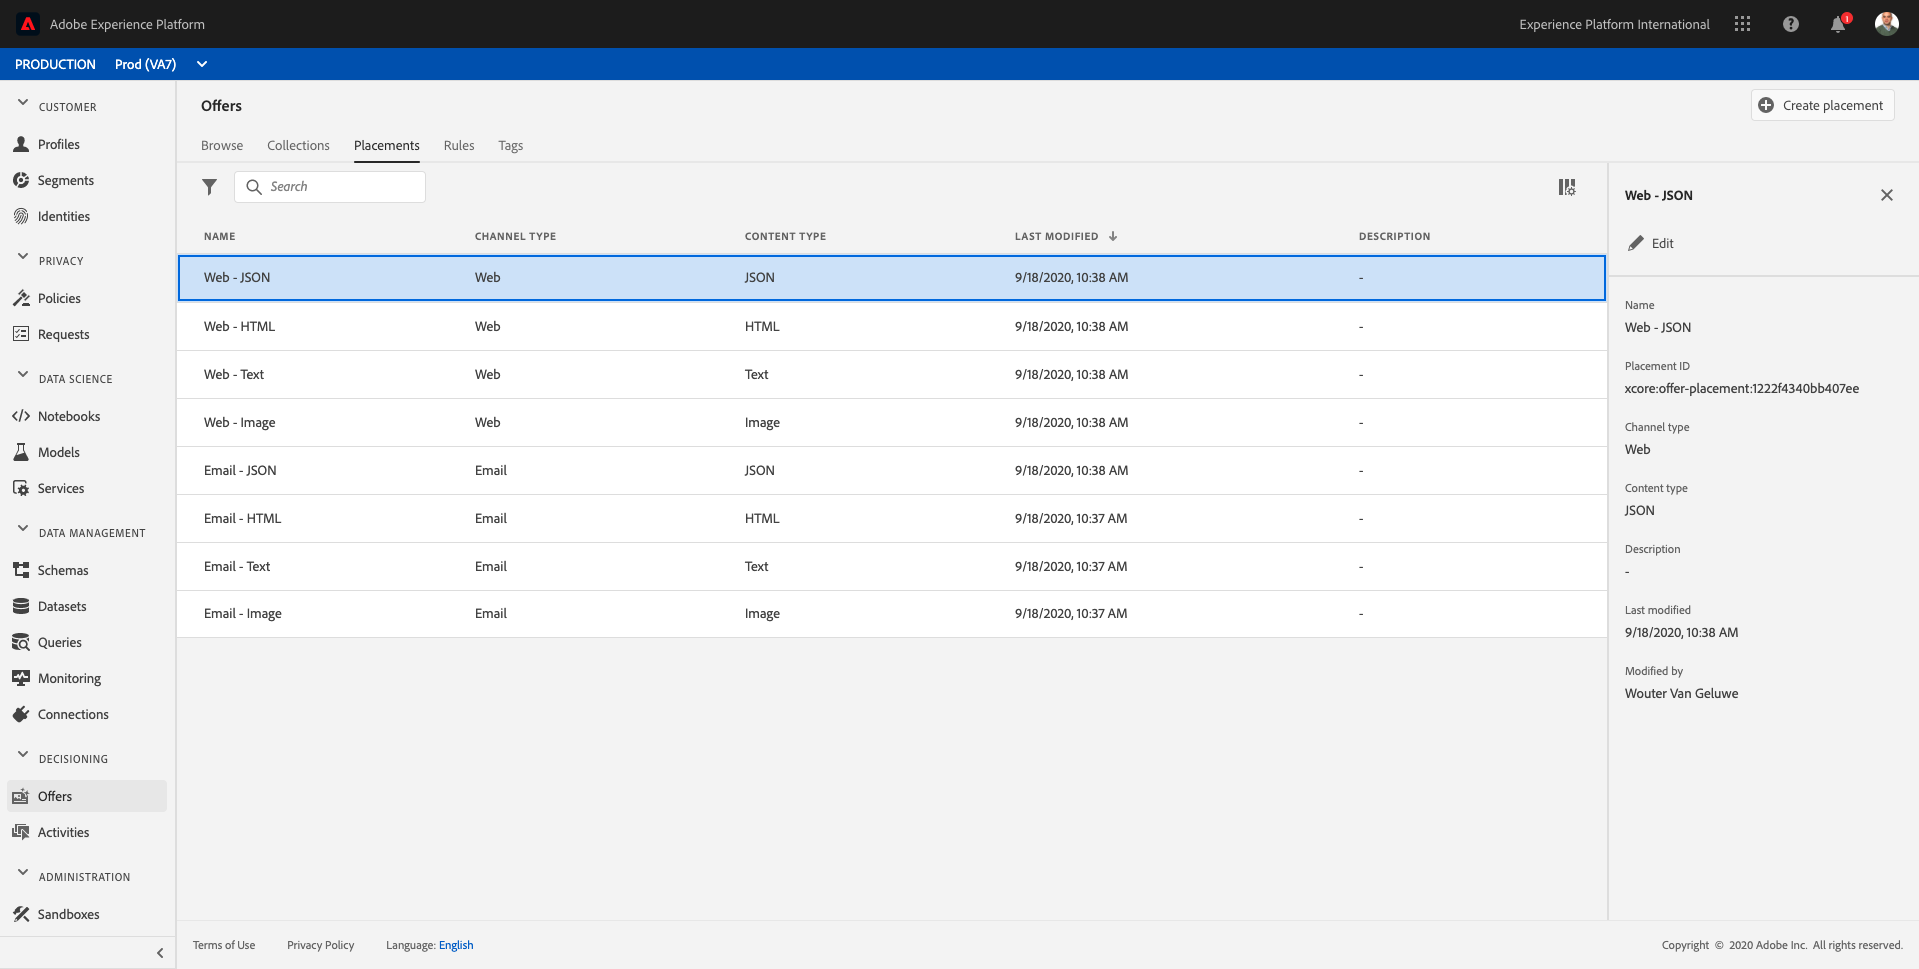 Adobe Experience Platform
Experience Platform International
1
PRODUCTION Prod (VA7)
CUSTOMER
Profiles
Segments
Identities
PRIVACY
Policies
Requests
DATA SCIENCE
Notebooks
Models
Services
DATA MANAGEMENT
Schemas
Datasets
Queries
Monitoring
Connections
DECISIONING
Offers
Activities
ADMINISTRATION
Sandboxes
Offers
Create placement
Browse Collections Placements Rules Tags
Search
NAME CHANNEL TYPE CONTENT TYPE LAST MODIFIED DESCRIPTION
Web - JSON Web JSON 9/18/2020, 10:38 AM -
Web - HTML Web HTML 9/18/2020, 10:38 AM -
Web - Text Web Text 9/18/2020, 10:38 AM -
Web - Image Web Image 9/18/2020, 10:38 AM -
Email - JSON Email JSON 9/18/2020, 10:38 AM -
Email - HTML Email HTML 9/18/2020, 10:37 AM -
Email - Text Email Text 9/18/2020, 10:37 AM -
Email - Image Email Image 9/18/2020, 10:37 AM -
Web - JSON
Edit
Name
Web - JSON
Placement ID
xcore:offer-placement:1222f4340bb407ee
Channel type
Web
Content type
JSON
Description
-
Last modified
9/18/2020, 10:38 AM
Modified by
Wouter Van Geluwe
Terms of Use Privacy Policy Language: English
Copyright © 2020 Adobe Inc. All rights reserved.